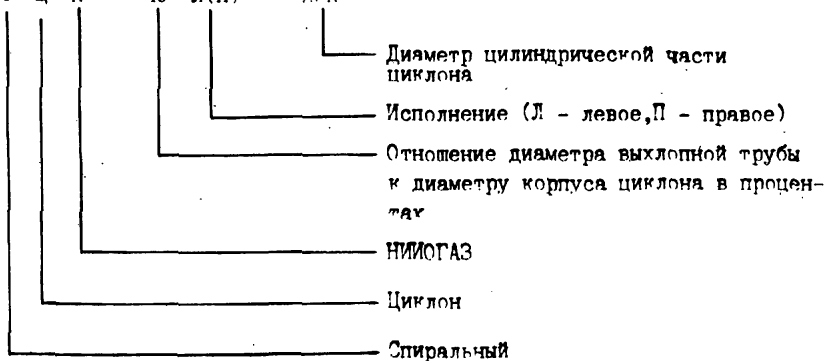 Диаметр цилиндрической части
циклона
Исполнение (Л - левое, П - правое)
Отношение диаметра выхлопной трубы
к диаметру корпуса циклона в процен-
тах
НИИОГАЗ
Циклон
Спиральный